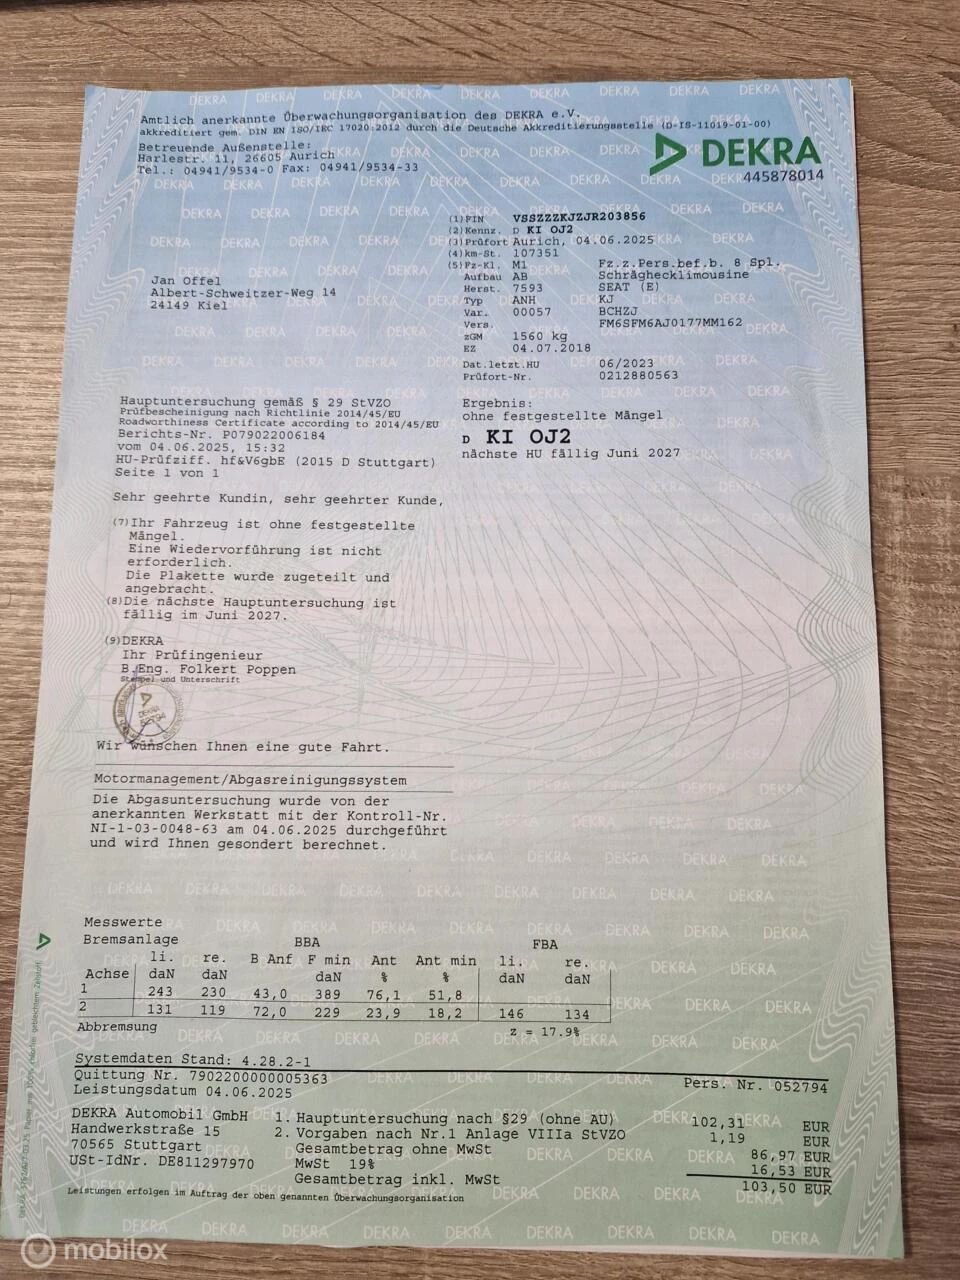 Amtlich anerkannte Überwachungsorganisation des DEKRA e.V.
akkreditiert gem. DIN EN ISO/IEC 17020:2012 durch die Deutsche Akkreditierungsstelle (D-IS-11019-01-00)
Betreuende Außenstelle:
Harlestr. 11, 26605 Aurich
Tel.: 04941/9534-0 Fax: 04941/9534-33
DEKRA
445878014
(1) FIN VSSZZZKJZJR203856
(2) Kennz. D KI OJ2
(3) Prüfort Aurich, 04.06.2025
(4) km-St. 107351
(5) Fz-Kl. M1 Fz.z.Pers.bef.b. 8 Spl.
Aufbau AB Schräghecklimousine
Herst. 7593 SEAT (E)
Typ ANH KJ
Var. 00057 BCHZJ
Vers. FM6SFM6AJ0177MM162
zGM 1560 kg
EZ 04.07.2018
Dat.letzt.HU 06/2023
Prüfort-Nr. 0212880563
Jan Offel
Albert-Schweitzer-Weg 14
24149 Kiel
Hauptuntersuchung gemäß § 29 StVZO
Prüfbescheinigung nach Richtlinie 2014/45/EU
Roadworthiness Certificate according to 2014/45/EU
Berichts-Nr. P079022006184
vom 04.06.2025, 15:32
HU-Prüfziff. hf&V6gbE (2015 D Stuttgart)
Seite 1 von 1
Ergebnis:
ohne festgestellte Mängel
D KI OJ2
nächste HU fällig Juni 2027
Sehr geehrte Kundin, sehr geehrter Kunde,
(7) Ihr Fahrzeug ist ohne festgestellte
Mängel.
Eine Wiedervorführung ist nicht
erforderlich.
Die Plakette wurde zugeteilt und
angebracht.
(8) Die nächste Hauptuntersuchung ist
fällig im Juni 2027.
(9) DEKRA
Ihr Prüfingenieur
B.Eng. Folkert Poppen
Stempel und Unterschrift
DEKRA
52794
Wir wünschen Ihnen eine gute Fahrt.
Motormanagement/Abgasreinigungssystem
Die Abgasuntersuchung wurde von der
anerkannten Werkstatt mit der Kontroll-Nr.
NI-1-03-0048-63 am 04.06.2025 durchgeführt
und wird Ihnen gesondert berechnet.
Messwerte
Bremsanlage BBA FBA
li. re. B Anf F min Ant Ant min li. re.
Achse daN daN daN % % daN daN
1 243 230 43,0 389 76,1 51,8
2 131 119 72,0 229 23,9 18,2 146 134
Abbremsung z = 17.9%
Systemdaten Stand: 4.28.2-1
Quittung Nr. 7902200000005363 Pers. Nr. 052794
Leistungsdatum 04.06.2025
DEKRA Automobil GmbH 1. Hauptuntersuchung nach §29 (ohne AU) 102,31 EUR
Handwerkstraße 15 2. Vorgaben nach Nr.1 Anlage VIIIa StVZO 1,19 EUR
70565 Stuttgart Gesamtbetrag ohne MwSt 86,97 EUR
USt-IdNr. DE811297970 MwSt 19% 16,53 EUR
Gesamtbetrag inkl. MwSt 103,50 EUR
Leistungen erfolgen im Auftrag der oben genannten Überwachungsorganisation
mobilox